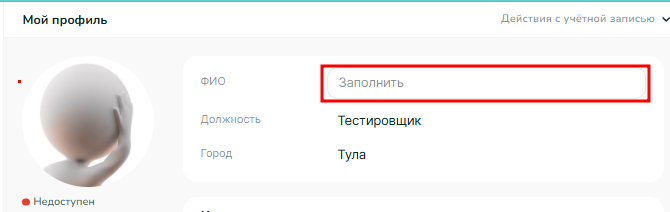 Мой профиль
Действия с учётной записью
ФИО
Заполнить
Должность
Тестировщик
Город
Тула
Недоступен